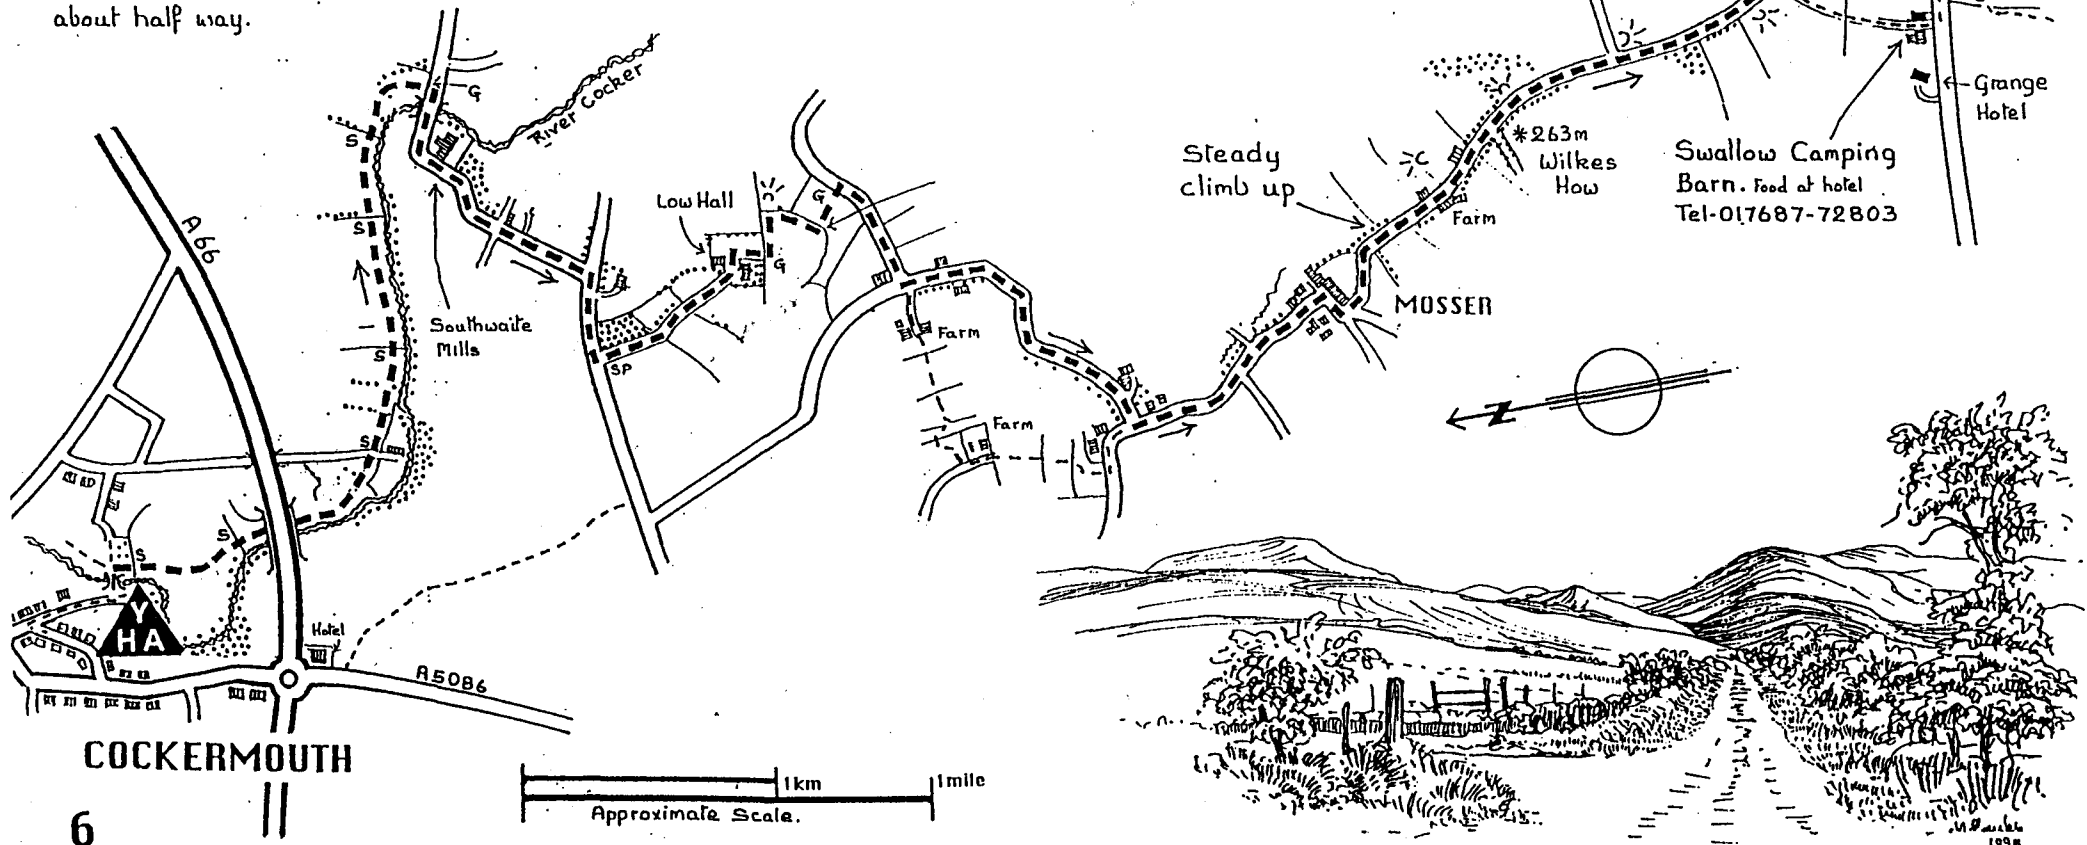 about half way.
G
River Cocker
S
A66
S
Low Hall
G
G
Steady
climb up
*263m
Wilkes
How
Farm
Swallow Camping
Barn. Food at hotel
Tel-017687-72803
Grange
Hotel
Southwaite
Mills
S
SP
Farm
MOSSER
N
S
Farm
S
S
Y
HA
Hotel
A5086
COCKERMOUTH
1km
1mile
Approximate Scale.
6